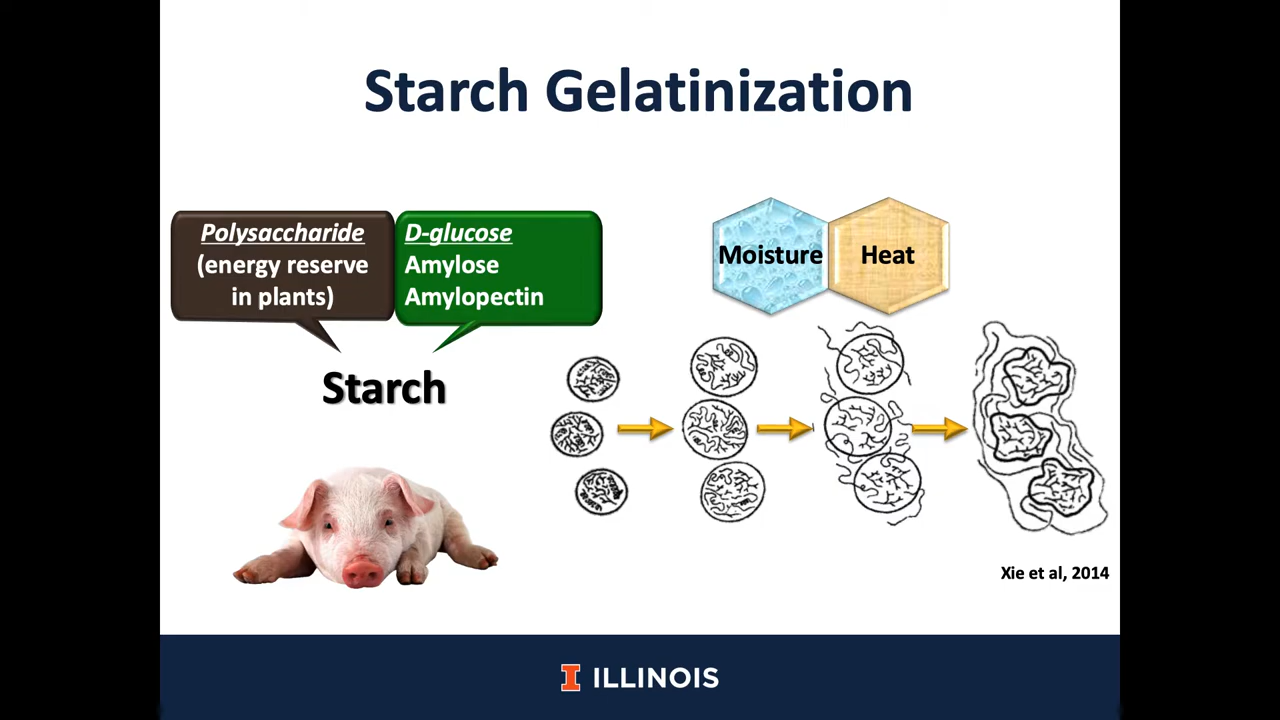 Starch Gelatinization
Polysaccharide
(energy reserve
in plants)
D-glucose
Amylose
Amylopectin
Moisture
Heat
Starch
Xie et al, 2014
I ILLINOIS